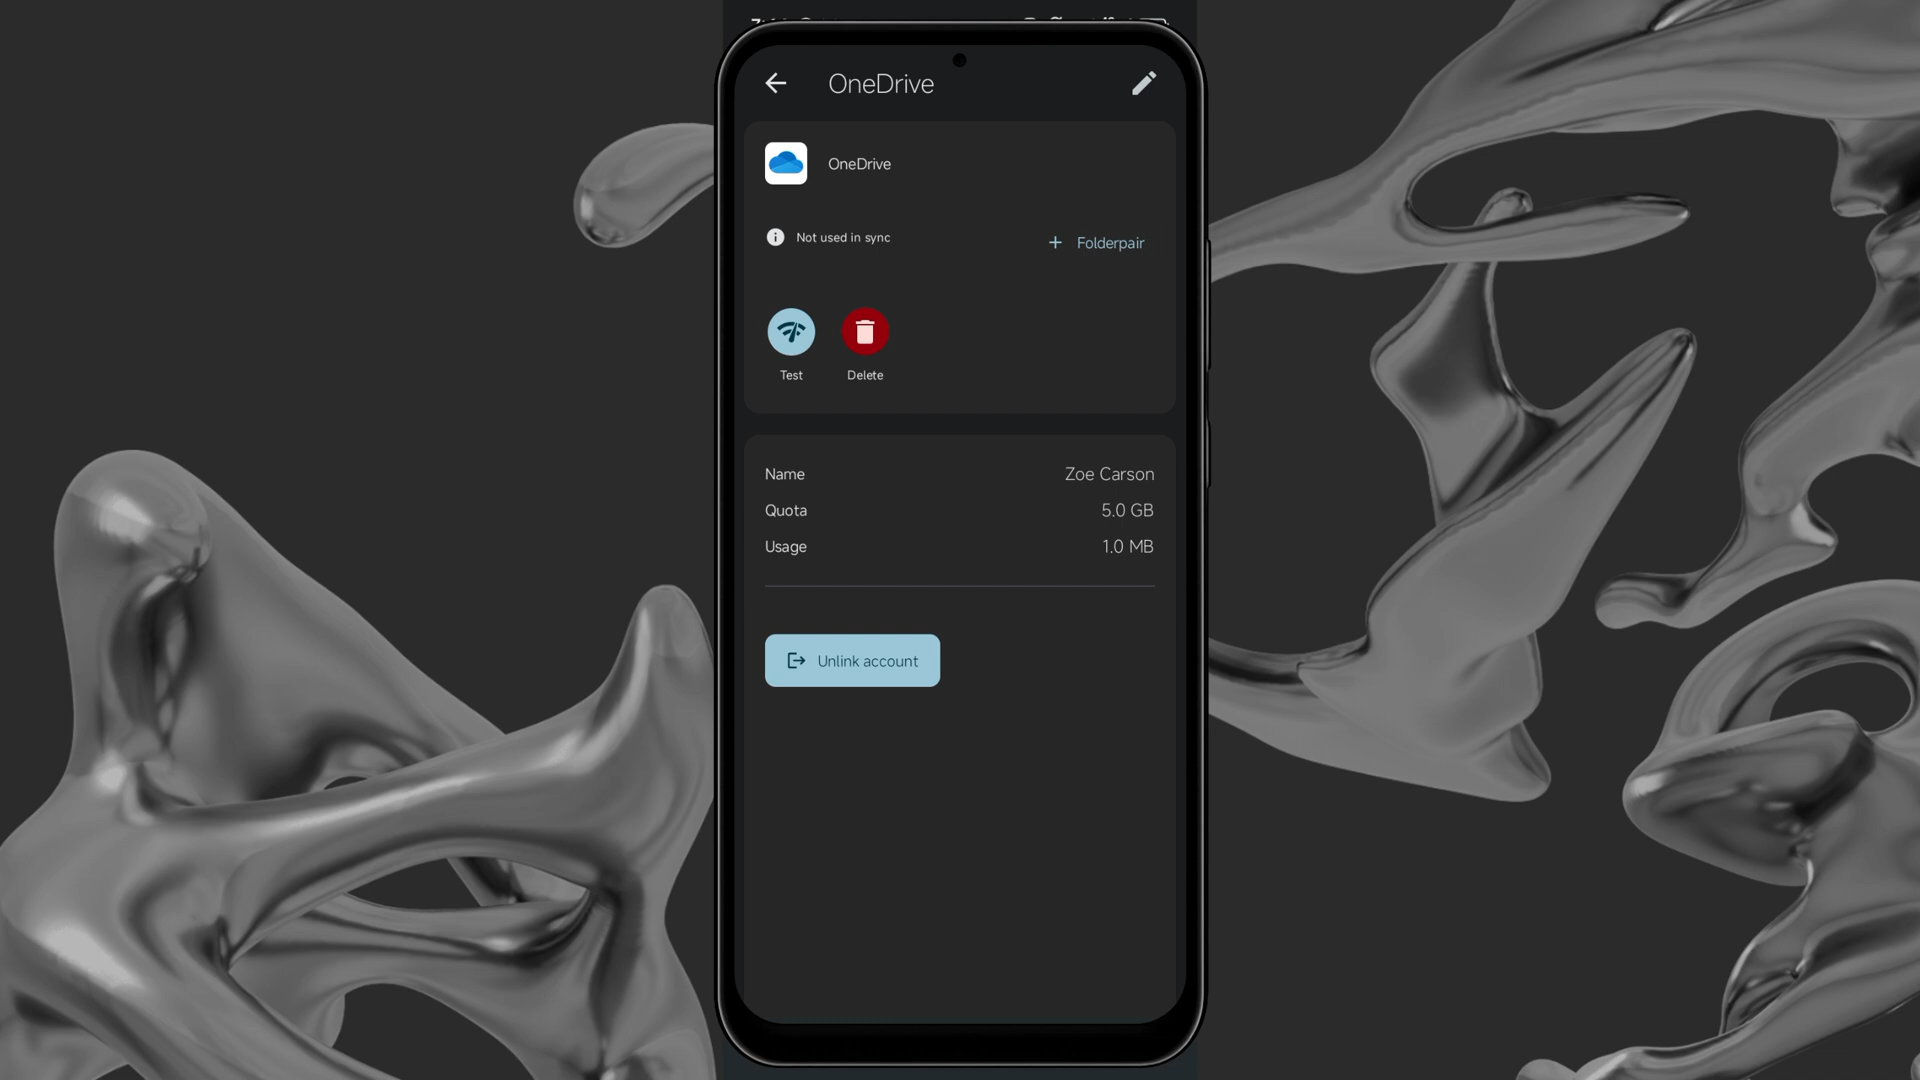 OneDrive
OneDrive
Not used in sync
+ Folderpair
Test
Delete
Name Zoe Carson
Quota 5.0 GB
Usage 1.0 MB
Unlink account